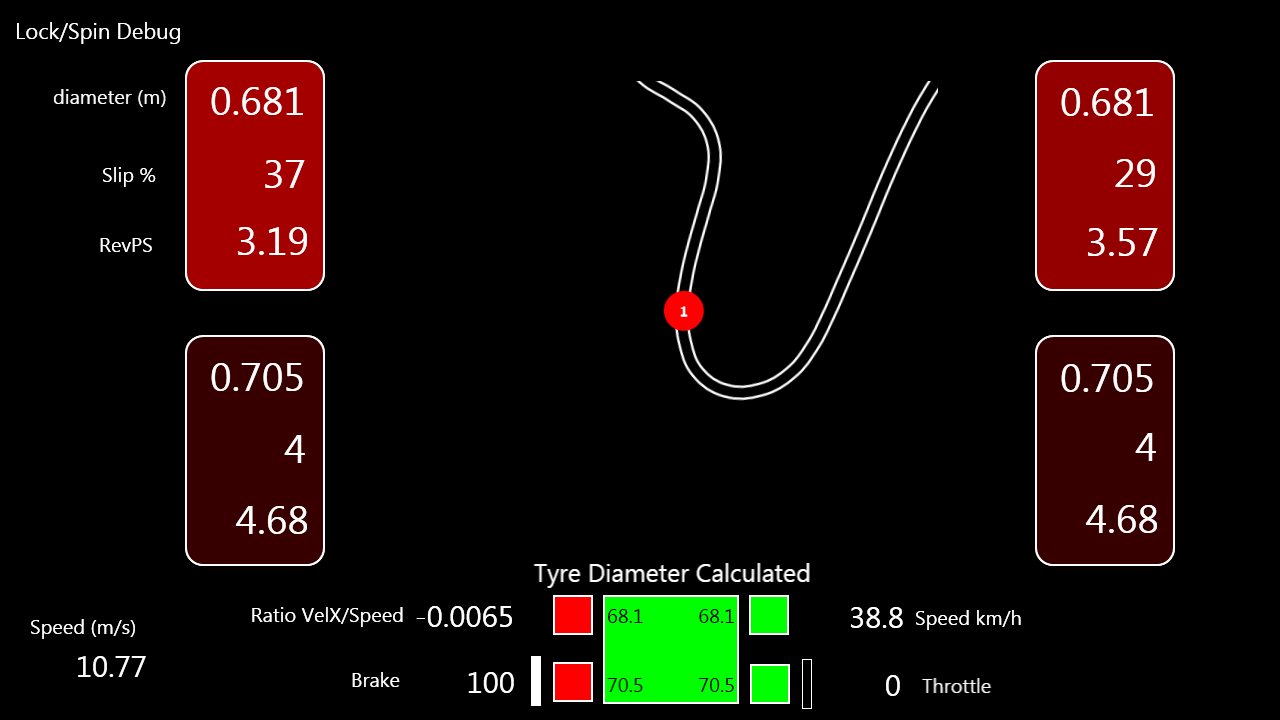 Lock/Spin Debug
diameter (m) 0.681 0.681
Slip % 37 29
RevPS 3.19 3.57
1
0.705 0.705
4 4
4.68 4.68
Tyre Diameter Calculated
Ratio VelX/Speed -0.0065 68.1 68.1 38.8 Speed km/h
Speed (m/s)
10.77
Brake 100 70.5 70.5 0 Throttle